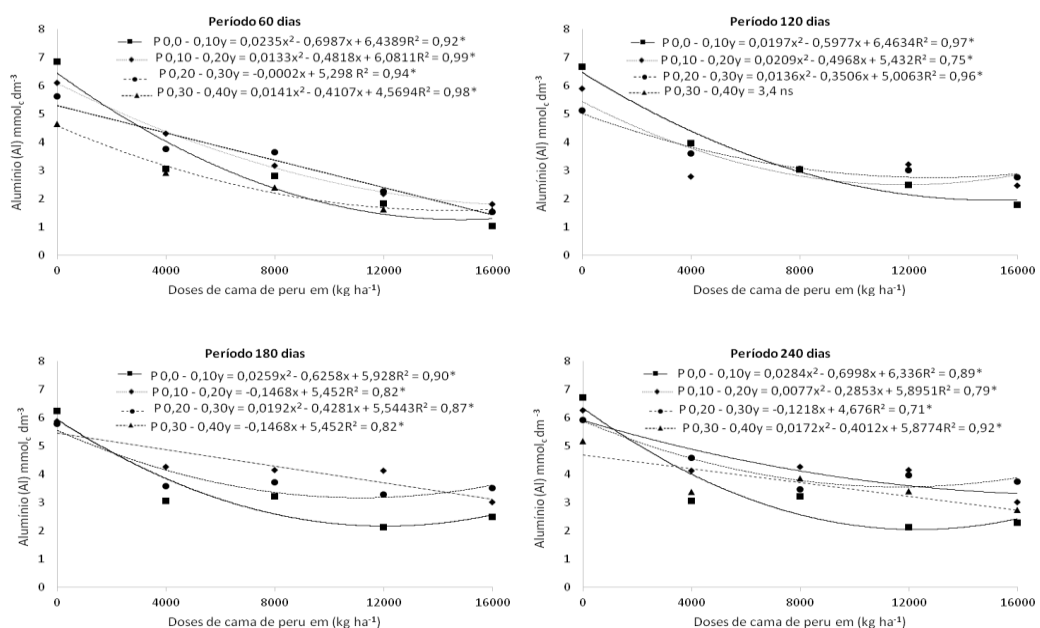 Período 60 dias
8
7
6
5
4
3
2
1
0
Alumínio (Al) mmolc dm-3
P 0,0 - 0,10y = 0,0235x² - 0,6987x + 6,4389R² = 0,92*
P 0,10 - 0,20y = 0,0133x² - 0,4818x + 6,0811R² = 0,99*
P 0,20 - 0,30y = -0,0002x + 5,298 R² = 0,94*
P 0,30 - 0,40y = 0,0141x² - 0,4107x + 4,5694R² = 0,98*
0 4000 8000 12000 16000
Doses de cama de peru em (kg ha-1)
Período 120 dias
8
7
6
5
4
3
2
1
0
Alumínio (Al) mmolc dm-3
P 0,0 - 0,10y = 0,0197x² - 0,5977x + 6,4634R² = 0,97*
P 0,10 - 0,20y = 0,0209x² - 0,4968x + 5,432R² = 0,75*
P 0,20 - 0,30y = 0,0136x² - 0,3506x + 5,0063R² = 0,96*
P 0,30 - 0,40y = 3,4 ns
0 4000 8000 12000 16000
Doses de cama de peru em (kg ha-1)
Período 180 dias
8
7
6
5
4
3
2
1
0
Alumínio (Al) mmolc dm-3
P 0,0 - 0,10y = 0,0259x² - 0,6258x + 5,928R² = 0,90*
P 0,10 - 0,20y = -0,1468x + 5,452R² = 0,82*
P 0,20 - 0,30y = 0,0192x² - 0,4281x + 5,5443R² = 0,87*
P 0,30 - 0,40y = -0,1468x + 5,452R² = 0,82*
0 4000 8000 12000 16000
Doses de cama de peru em (kg ha-1)
Período 240 dias
8
7
6
5
4
3
2
1
0
Alumínio (Al) mmolc dm-3
P 0,0 - 0,10y = 0,0284x² - 0,6998x + 6,336R² = 0,89*
P 0,10 - 0,20y = 0,0077x² - 0,2853x + 5,8951R² = 0,79*
P 0,20 - 0,30y = -0,1218x + 4,676R² = 0,71*
P 0,30 - 0,40y = 0,0172x² - 0,4012x + 5,8774R² = 0,92*
0 4000 8000 12000 16000
Doses de cama de peru em (kg ha-1)